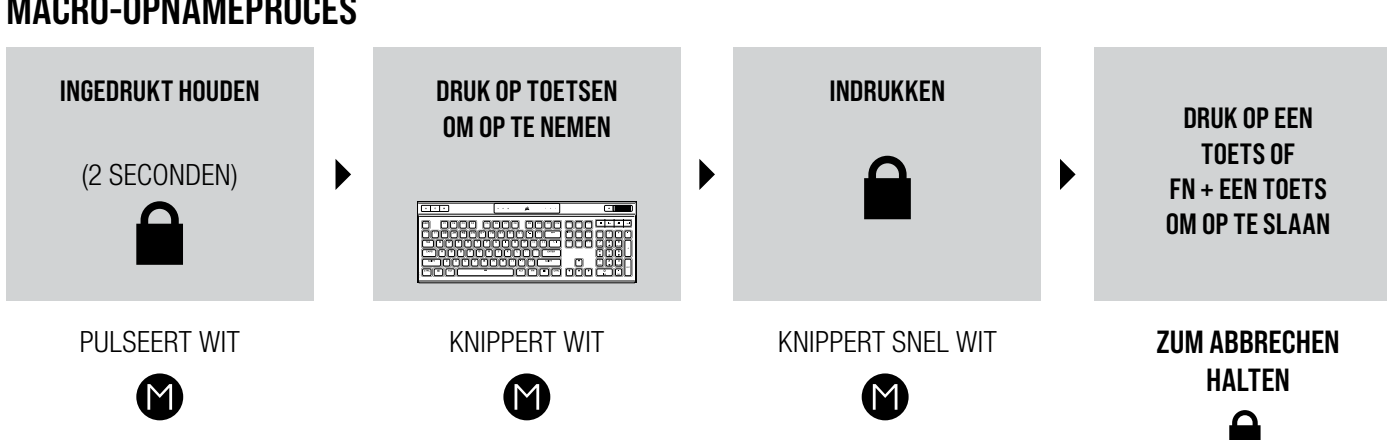 MACRO-OPNAMEPROCES
INGEDRUKT HOUDEN
(2 SECONDEN)
PULSEERT WIT
M
DRUK OP TOETSEN
OM OP TE NEMEN
KNIPPERT WIT
M
INDRUKKEN
KNIPPERT SNEL WIT
M
DRUK OP EEN
TOETS OF
FN + EEN TOETS
OM OP TE SLAAN
ZUM ABBRECHEN
HALTEN